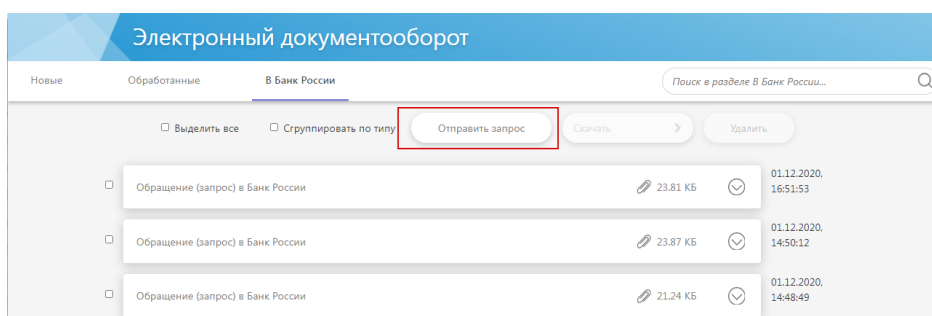 Электронный документооборот
Новые Обработанные В Банк России Поиск в разделе В Банк России...
Выделить все Сгруппировать по типу Отправить запрос Скачать Удалить
Обращение (запрос) в Банк России 23.81 КБ 01.12.2020, 16:51:53
Обращение (запрос) в Банк России 23.87 КБ 01.12.2020, 14:50:12
Обращение (запрос) в Банк России 21.24 КБ 01.12.2020, 14:48:49